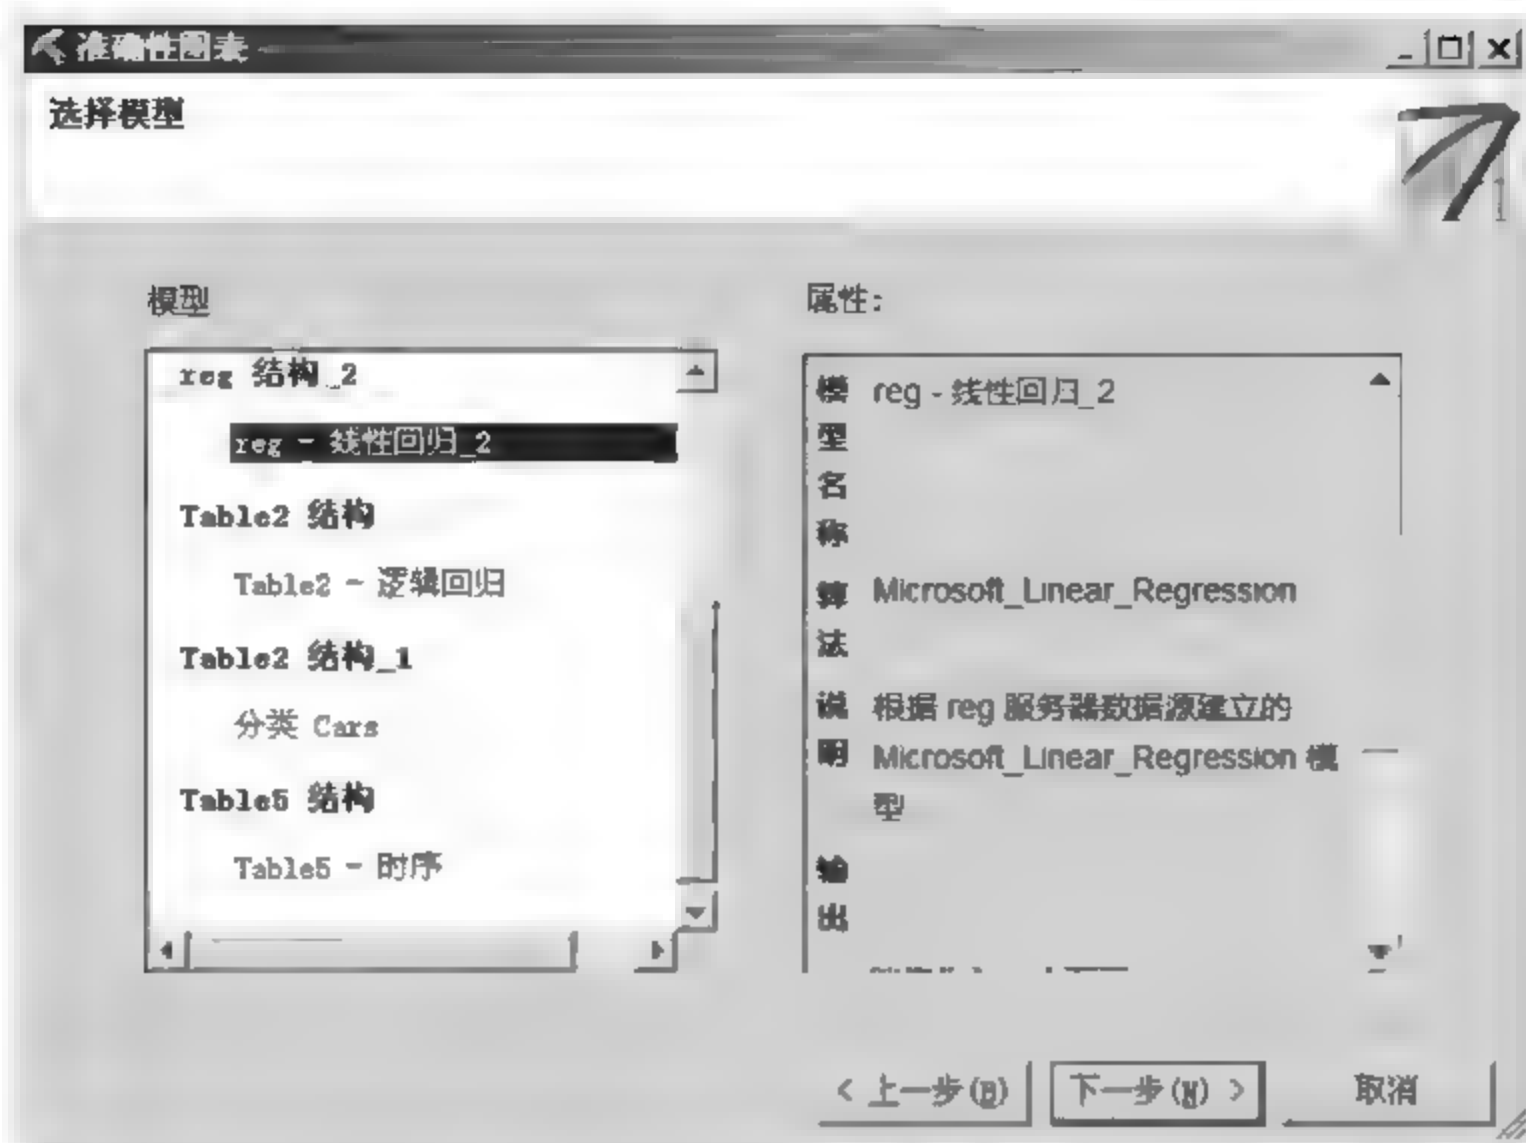 准确性图表
选择模型
模型
reg 结构_2
reg - 线性回归_2
Table2 结构
Table2 - 逻辑回归
Table2 结构_1
分类 Cars
Table5 结构
Table5 - 时序
属性:
模型名称
reg - 线性回归_2
算法
Microsoft_Linear_Regression
说明
根据 reg 服务器数据源建立的
Microsoft_Linear_Regression 模
型
输出
< 上一步(B)
下一步(N) >
取消